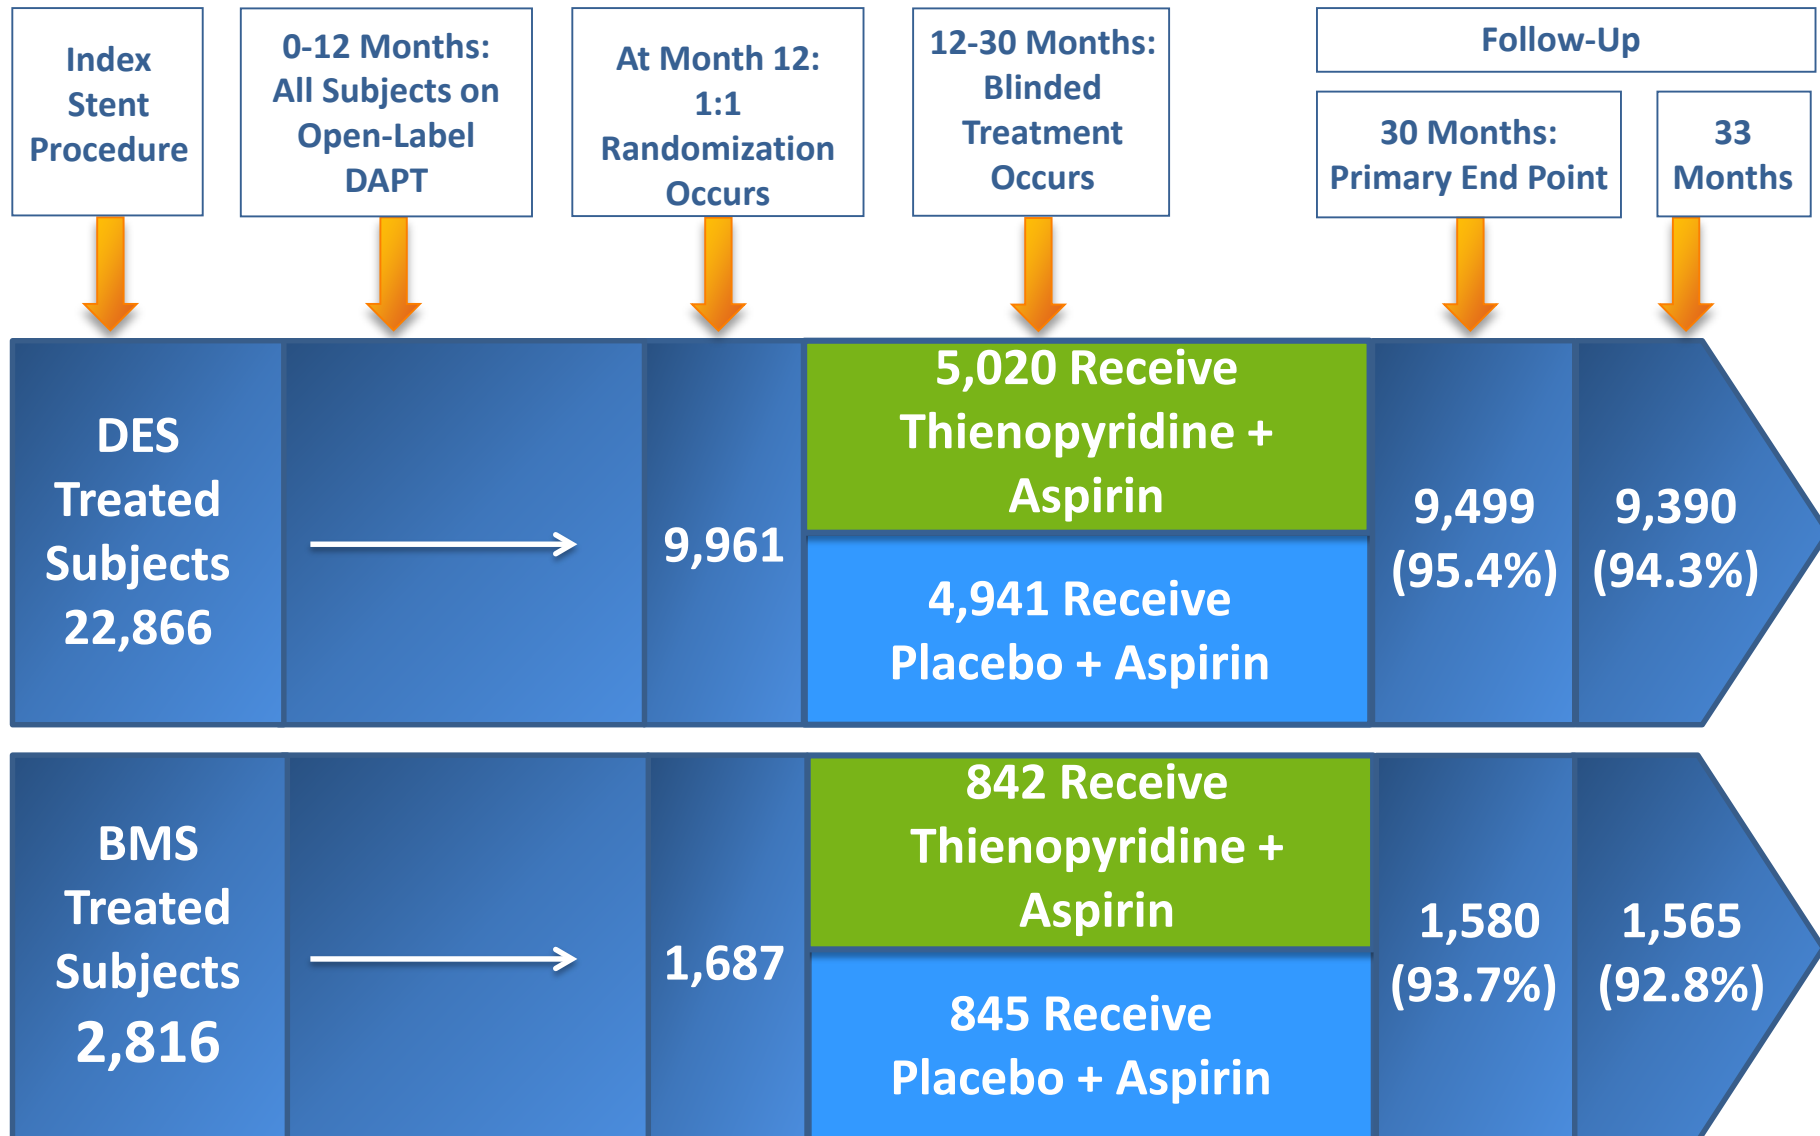 Index
Stent
Procedure
0-12 Months:
All Subjects on
Open-Label
DAPT
At Month 12:
1:1
Randomization
Occurs
12-30 Months:
Blinded
Treatment
Occurs
Follow-Up
30 Months:
Primary End Point
33
Months
DES
Treated
Subjects
22,866
9,961
5,020 Receive
Thienopyridine +
Aspirin
4,941 Receive
Placebo + Aspirin
9,499
(95.4%)
9,390
(94.3%)
BMS
Treated
Subjects
2,816
1,687
842 Receive
Thienopyridine +
Aspirin
845 Receive
Placebo + Aspirin
1,580
(93.7%)
1,565
(92.8%)